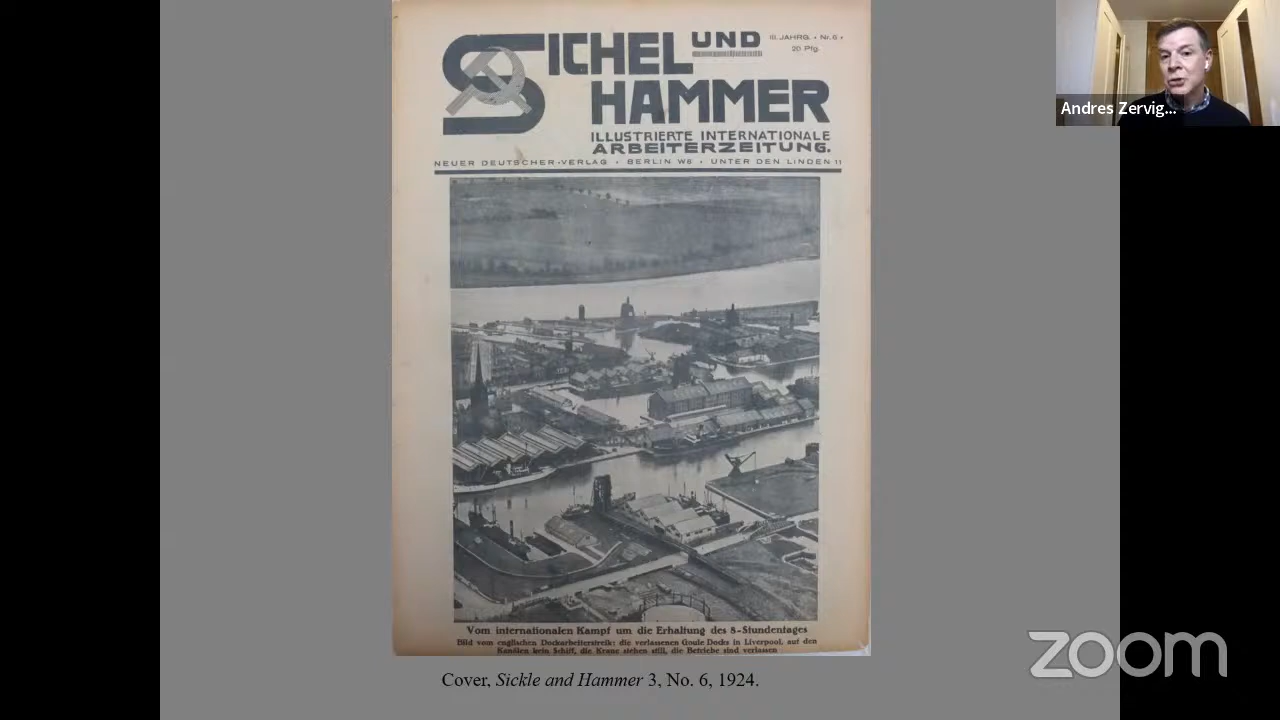 SICHEL UND HAMMER
III. JAHRG. • Nr. 6 •
20 Pfg.
ILLUSTRIERTE INTERNATIONALE
ARBEITERZEITUNG.
NEUER DEUTSCHER-VERLAG • BERLIN W8 • UNTER DEN LINDEN 11
Vom internationalen Kampf um die Erhaltung des 8-Stundentages
Bild vom englischen Dockarbeiterstreik: die verlassenen Goule Docks in Liverpool, auf den
Kanälen kein Schiff, die Krane stehen still, die Betriebe sind verlassen
Cover, Sickle and Hammer 3, No. 6, 1924.
Andres Zervig...
zoom